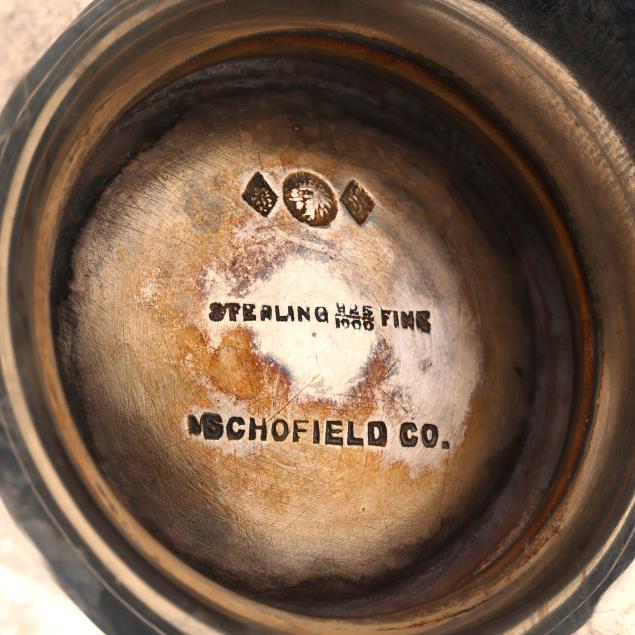 STERLING 925/1000 FINE
SCHOFIELD CO.